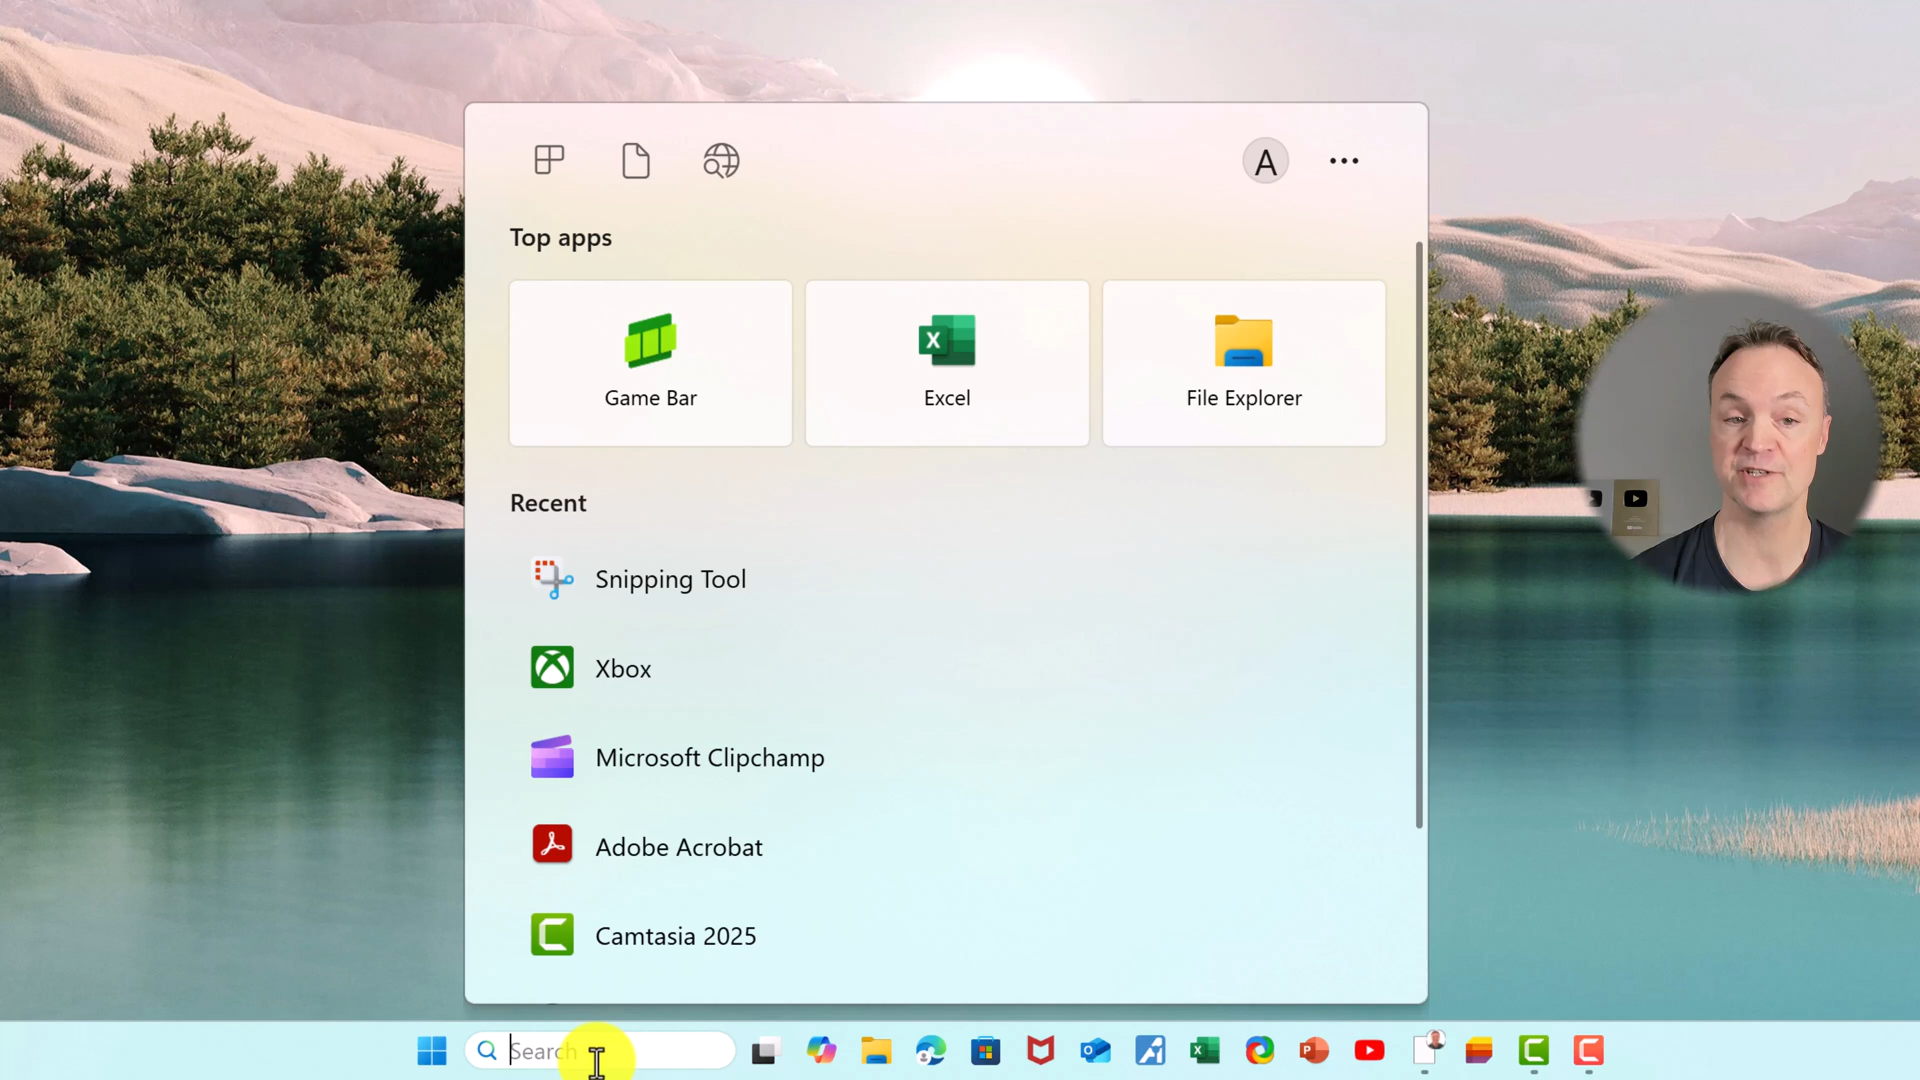 A
Top apps
Game Bar
Excel
File Explorer
Recent
Snipping Tool
Xbox
Microsoft Clipchamp
Adobe Acrobat
Camtasia 2025
Search